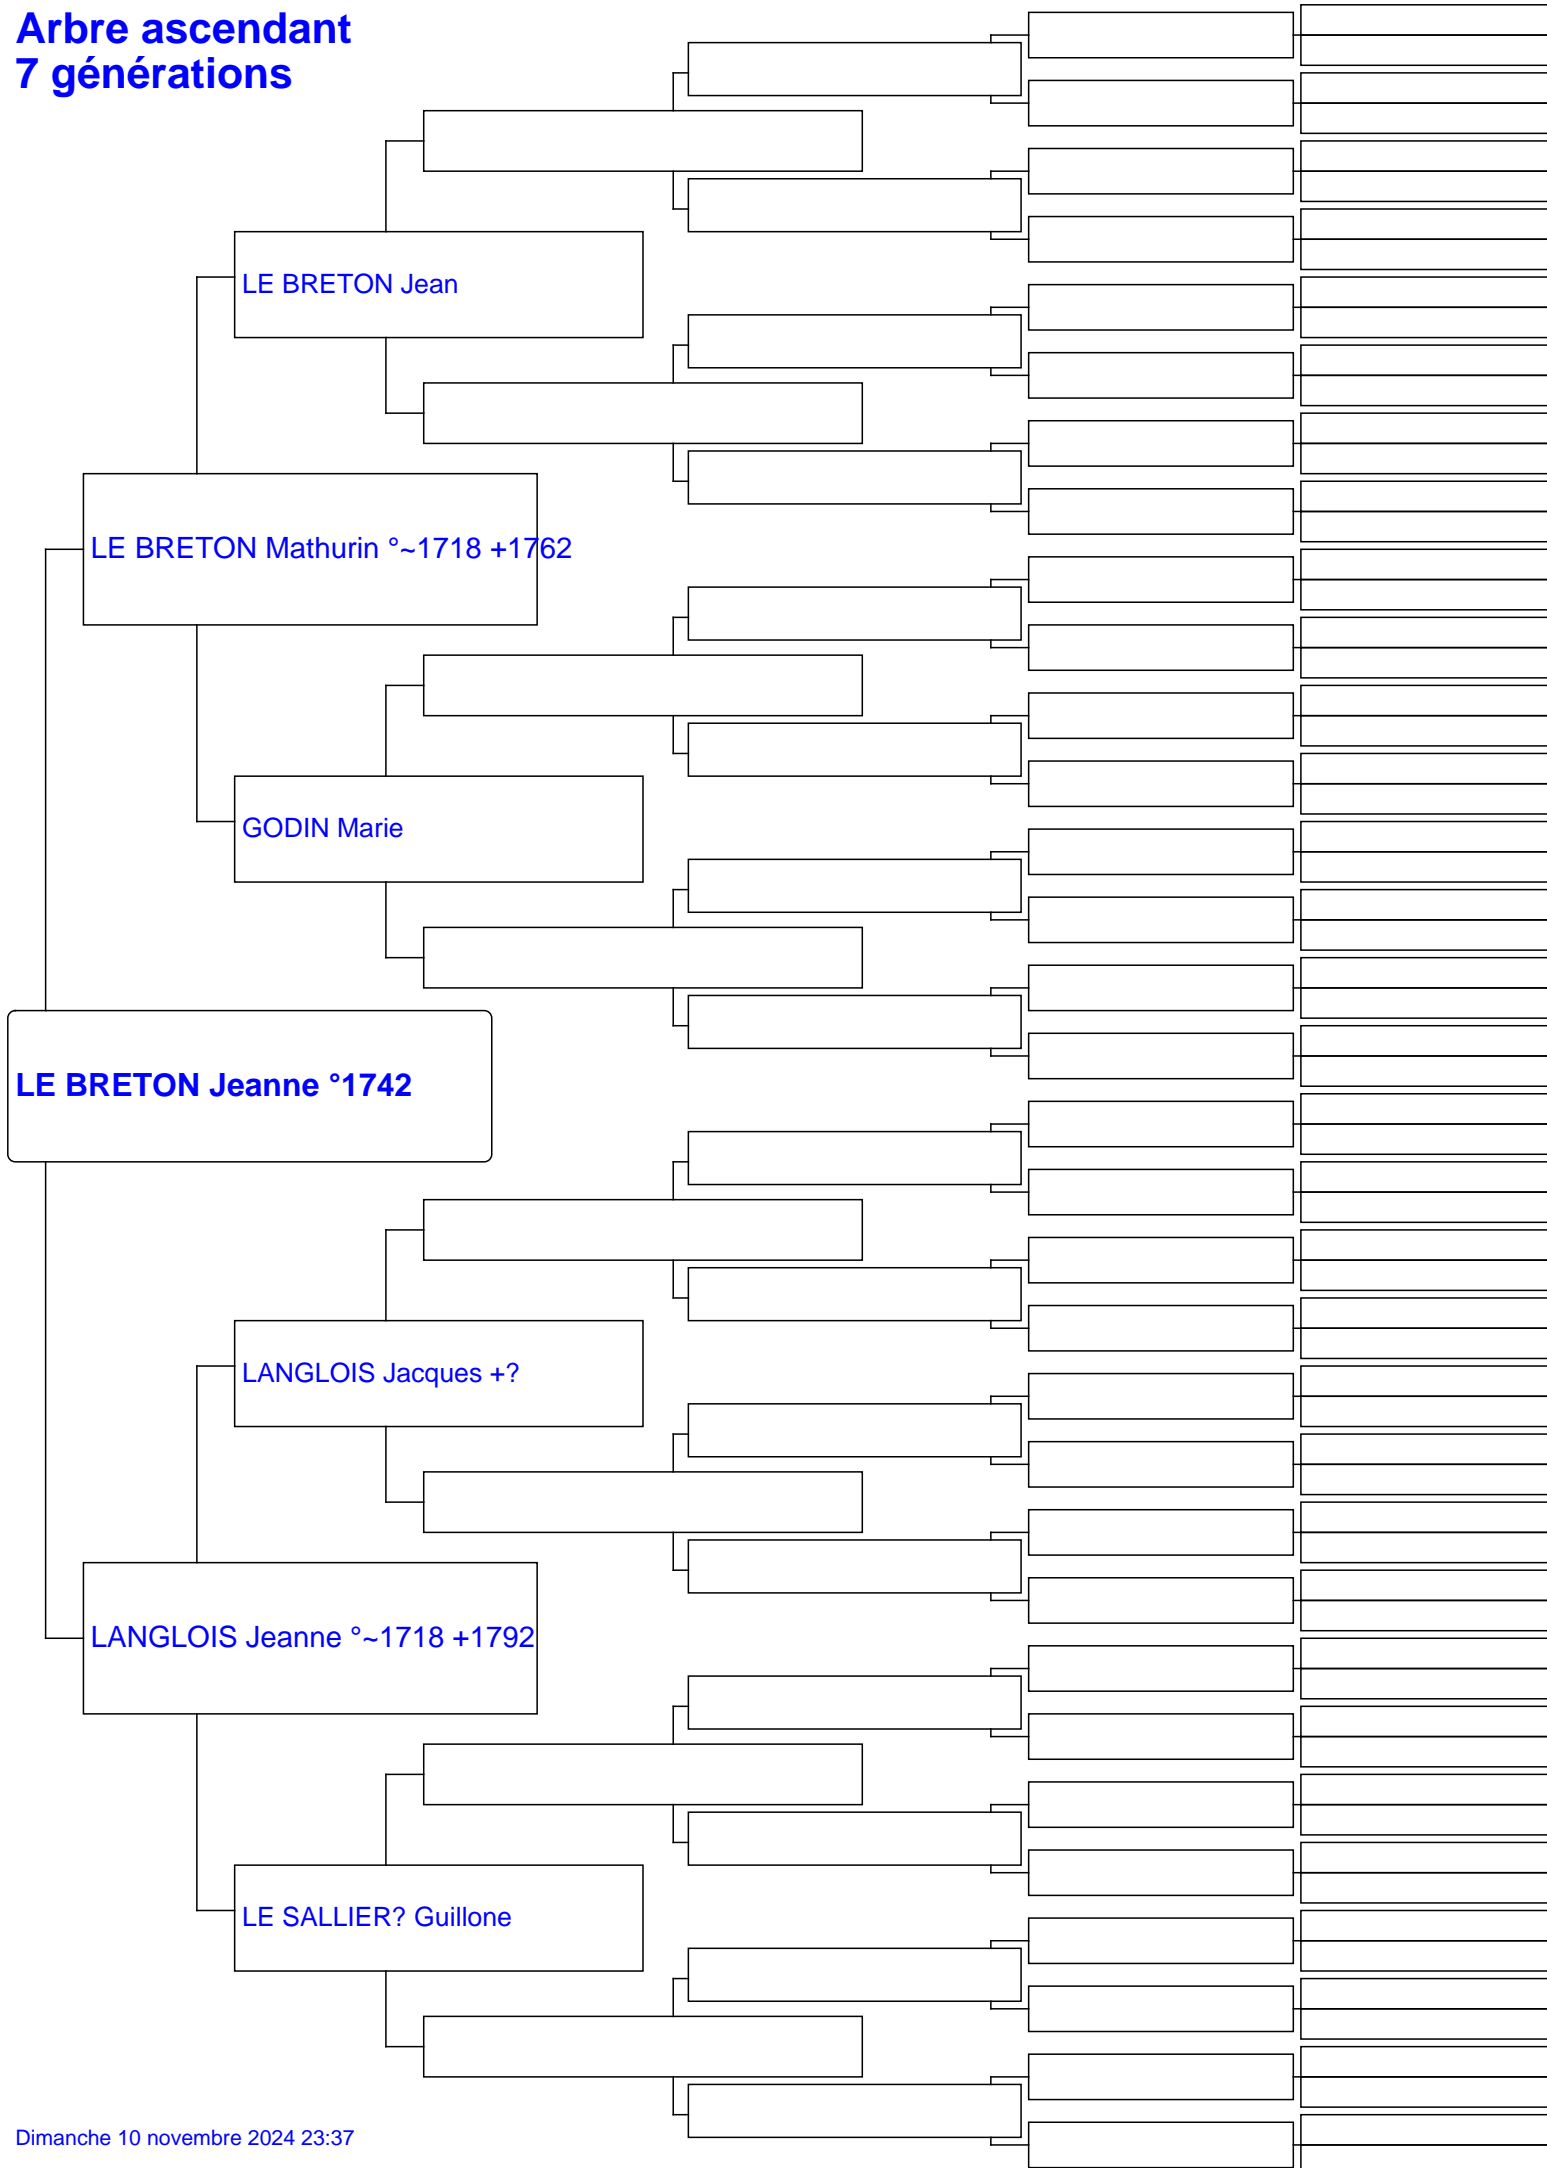 Arbre ascendant
7 générations
LE BRETON Jean
LE BRETON Mathurin °~1718 +1762
GODIN Marie
LE BRETON Jeanne °1742
LANGLOIS Jacques +?
LANGLOIS Jeanne °~1718 +1792
LE SALLIER? Guillone
Dimanche 10 novembre 2024 23:37